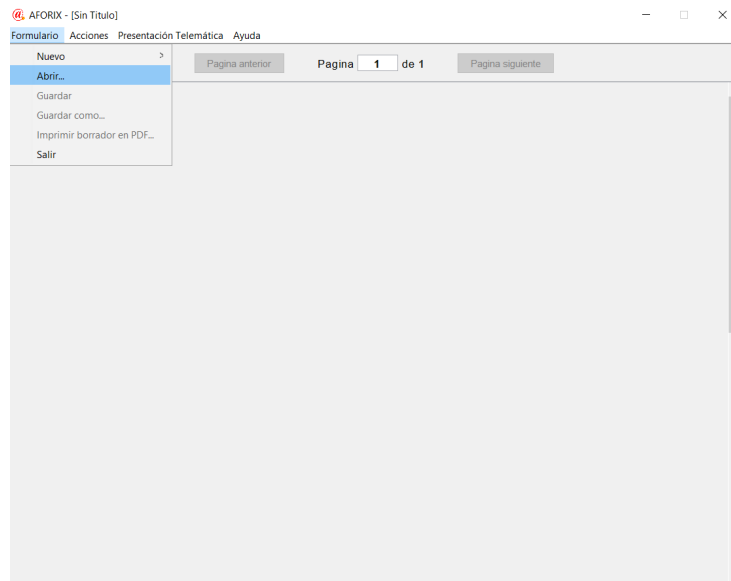 AFORIX - [Sin Titulo]
Formulario Acciones Presentación Telemática Ayuda
Nuevo >
Abrir...
Guardar
Guardar como...
Imprimir borrador en PDF...
Salir
Pagina anterior Pagina 1 de 1 Pagina siguiente